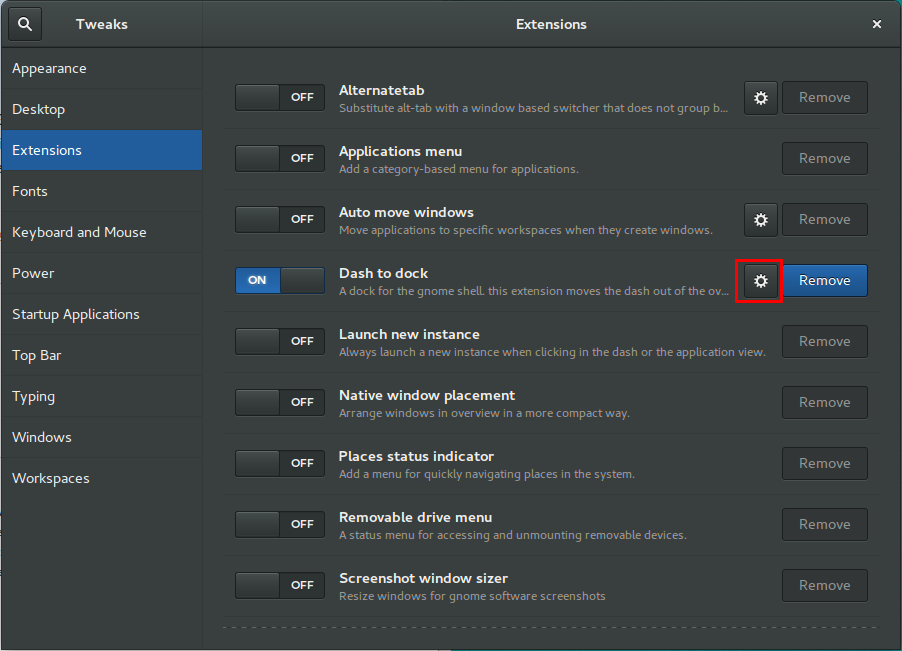 Tweaks
Extensions
Appearance
Desktop
Extensions
Fonts
Keyboard and Mouse
Power
Startup Applications
Top Bar
Typing
Windows
Workspaces
OFF
Alternatetab
Substitute alt-tab with a window based switcher that does not group b...
Remove
OFF
Applications menu
Add a category-based menu for applications.
Remove
OFF
Auto move windows
Move applications to specific workspaces when they create windows.
Remove
ON
Dash to dock
A dock for the gnome shell. this extension moves the dash out of the ov...
Remove
OFF
Launch new instance
Always launch a new instance when clicking in the dash or the application view.
Remove
OFF
Native window placement
Arrange windows in overview in a more compact way.
Remove
OFF
Places status indicator
Add a menu for quickly navigating places in the system.
Remove
OFF
Removable drive menu
A status menu for accessing and unmounting removable devices.
Remove
OFF
Screenshot window sizer
Resize windows for gnome software screenshots
Remove